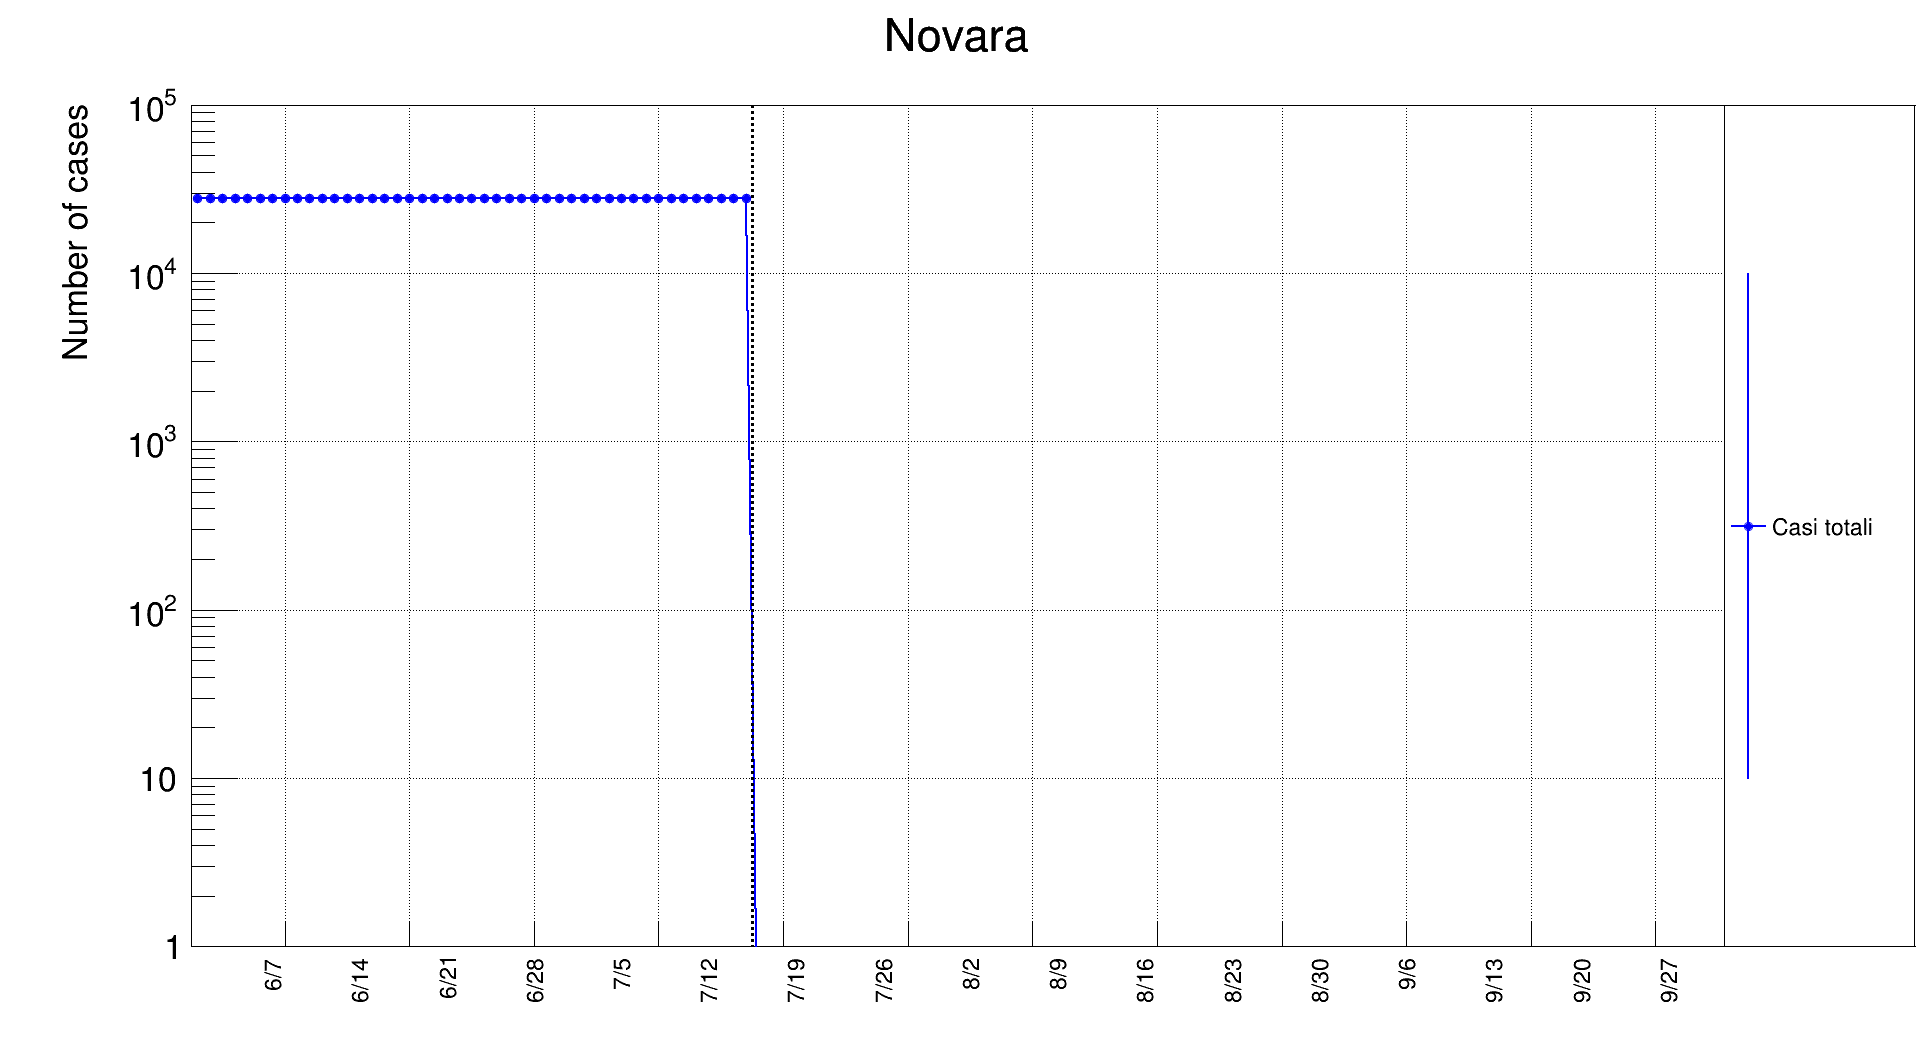 Novara
Number of cases
10^5
10^4
10^3
10^2
10
1
6/7 6/14 6/21 6/28 7/5 7/12 7/19 7/26 8/2 8/9 8/16 8/23 8/30 9/6 9/13 9/20 9/27
Casi totali